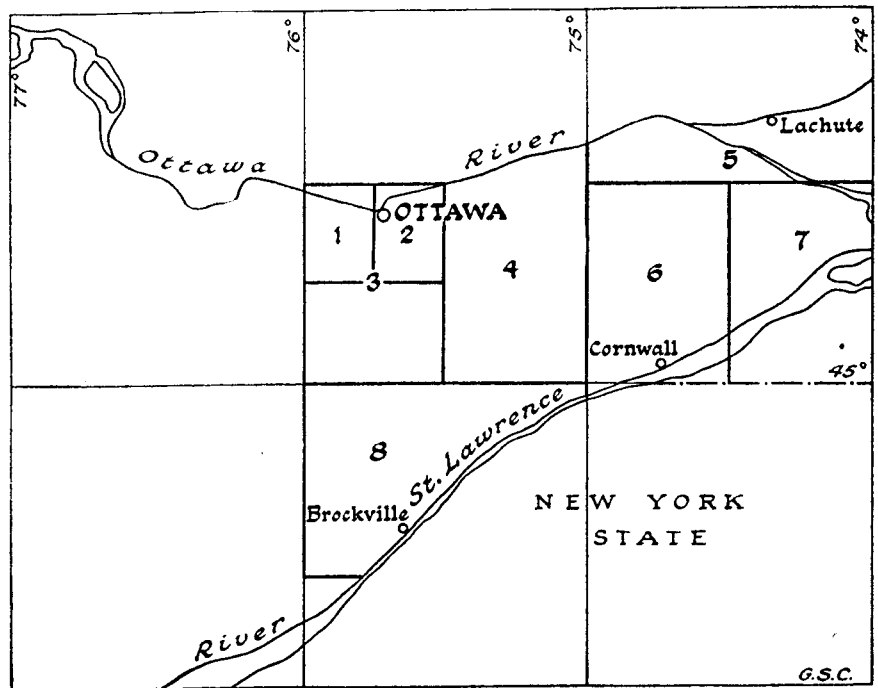 77°
76°
75°
74°
Ottawa River
Lachute
5
OTTAWA
1
2
3
4
6
7
Cornwall
45°
8
St. Lawrence
Brockville
NEW YORK
STATE
River
G.S.C.